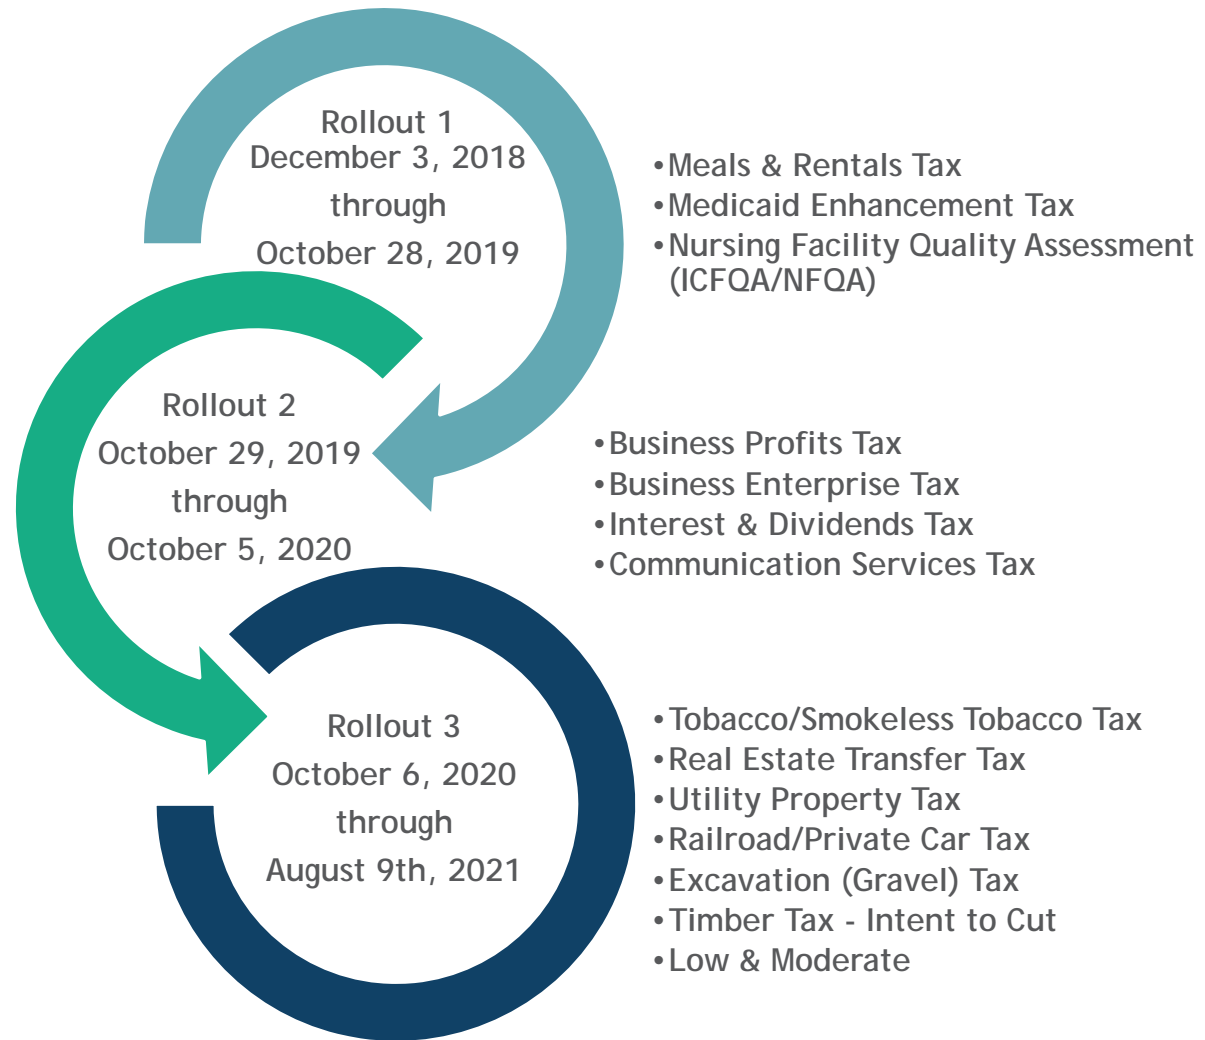 Rollout 1
December 3, 2018
through
October 28, 2019
•Meals & Rentals Tax
•Medicaid Enhancement Tax
•Nursing Facility Quality Assessment
(ICFQA/NFQA)
Rollout 2
October 29, 2019
through
October 5, 2020
•Business Profits Tax
•Business Enterprise Tax
•Interest & Dividends Tax
•Communication Services Tax
Rollout 3
October 6, 2020
through
August 9th, 2021
•Tobacco/Smokeless Tobacco Tax
•Real Estate Transfer Tax
•Utility Property Tax
•Railroad/Private Car Tax
•Excavation (Gravel) Tax
•Timber Tax - Intent to Cut
•Low & Moderate